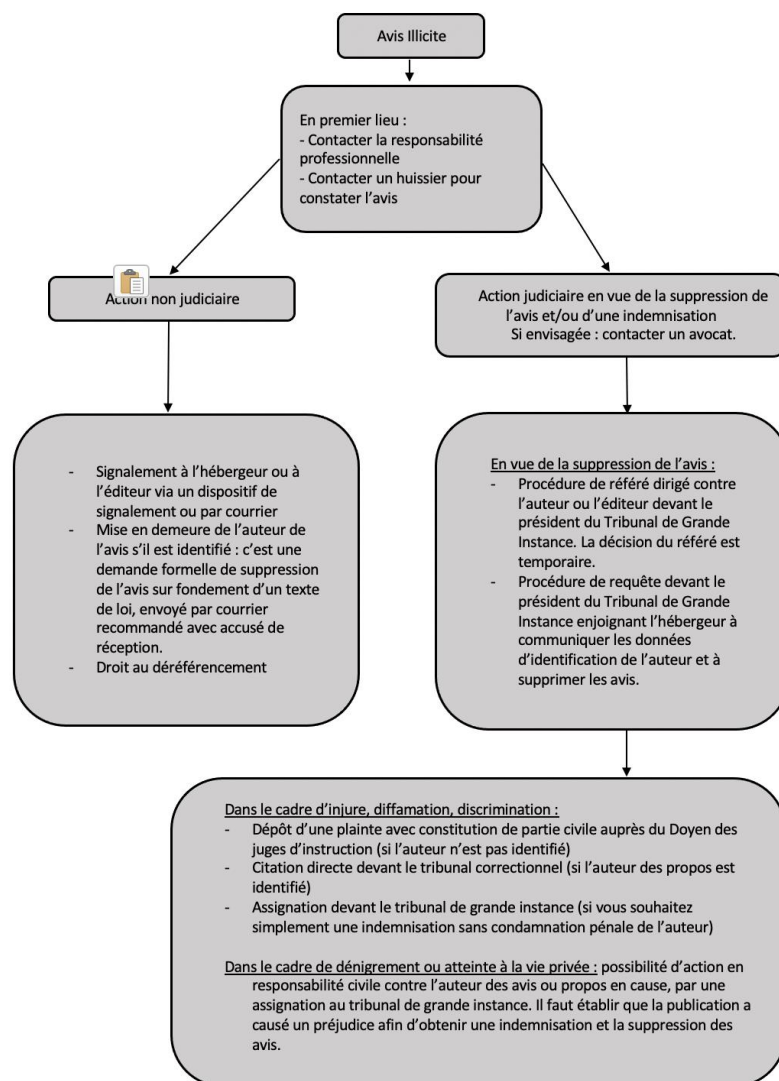 Avis Illicite
En premier lieu :
- Contacter la responsabilité
professionnelle
- Contacter un huissier pour
constater l’avis
Action non judiciaire
Action judiciaire en vue de la suppression de
l’avis et/ou d’une indemnisation
Si envisagée : contacter un avocat.
- Signalement à l’hébergeur ou à
l’éditeur via un dispositif de
signalement ou par courrier
- Mise en demeure de l’auteur de
l’avis s’il est identifié : c’est une
demande formelle de suppression
de l’avis sur fondement d’un texte
de loi, envoyé par courrier
recommandé avec accusé de
réception.
- Droit au déréférencement
En vue de la suppression de l’avis :
- Procédure de référé dirigé contre
l’auteur ou l’éditeur devant le
président du Tribunal de Grande
Instance. La décision du référé est
temporaire.
- Procédure de requête devant le
président du Tribunal de Grande
Instance enjoignant l’hébergeur à
communiquer les données
d’identification de l’auteur et à
supprimer les avis.
Dans le cadre d’injure, diffamation, discrimination :
- Dépôt d’une plainte avec constitution de partie civile auprès du Doyen des
juges d’instruction (si l’auteur n’est pas identifié)
- Citation directe devant le tribunal correctionnel (si l’auteur des propos est
identifié)
- Assignation devant le tribunal de grande instance (si vous souhaitez
simplement une indemnisation sans condamnation pénale de l’auteur)
Dans le cadre de dénigrement ou atteinte à la vie privée : possibilité d’action en
responsabilité civile contre l’auteur des avis ou propos en cause, par une
assignation au tribunal de grande instance. Il faut établir que la publication a
causé un préjudice afin d’obtenir une indemnisation et la suppression des
avis.